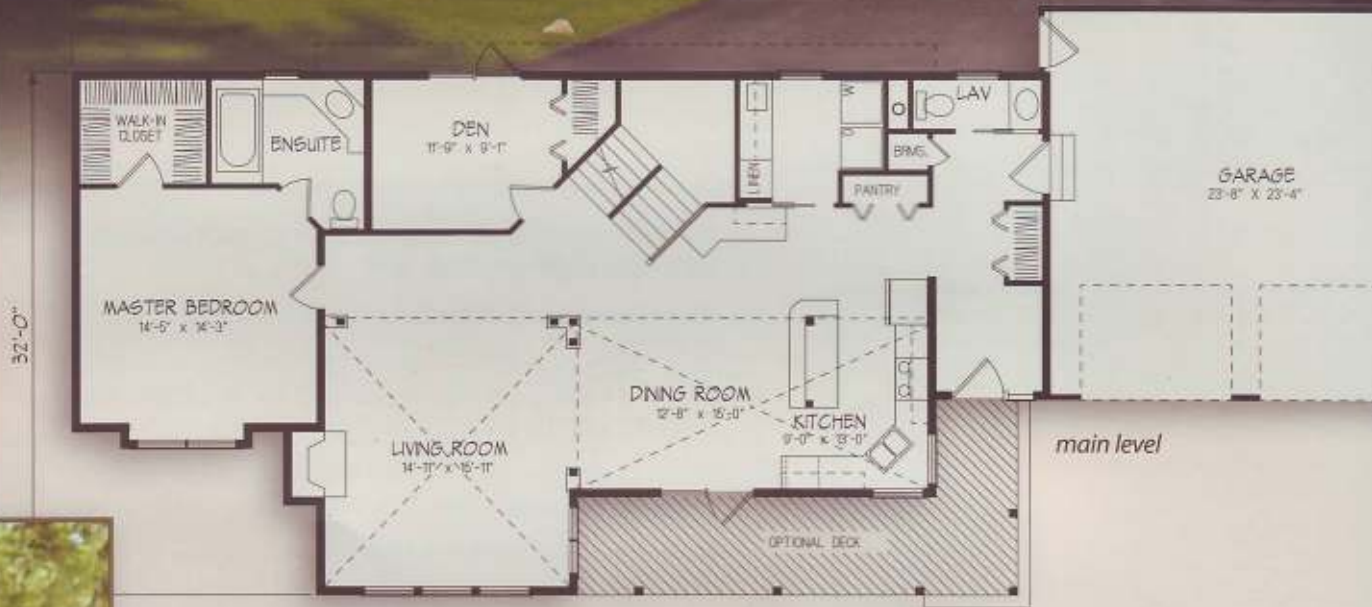 WALK-IN
CLOSET
ENSUITE
DEN
11'-9" x 9'-1"
LINEN
LAV
BRMS.
PANTRY
GARAGE
23'-8" X 23'-4"
MASTER BEDROOM
14'-5" x 14'-3"
32'-0"
DINING ROOM
12'-8" x 15'-0"
KITCHEN
9'-0" x 13'-0"
LIVING ROOM
14'-11" x 15'-11"
main level
OPTIONAL DECK